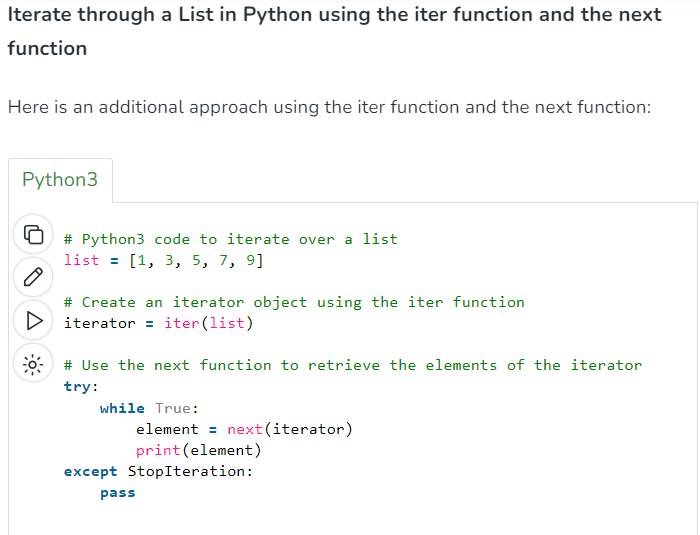 Iterate through a List in Python using the iter function and the next
function
Here is an additional approach using the iter function and the next function:
Python3
# Python3 code to iterate over a list
list = [1, 3, 5, 7, 9]
# Create an iterator object using the iter function
iterator = iter(list)
# Use the next function to retrieve the elements of the iterator
try:
    while True:
        element = next(iterator)
        print(element)
except StopIteration:
    pass